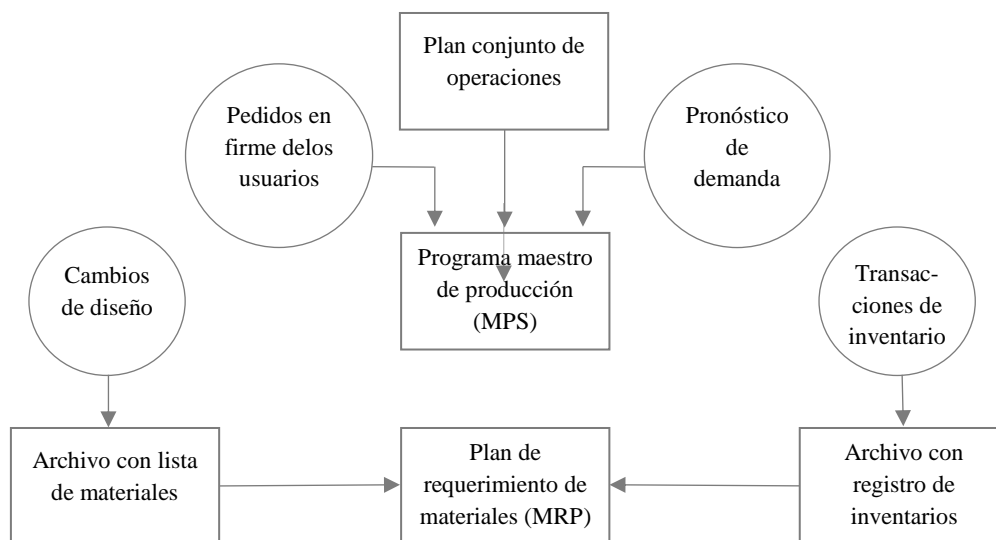 Plan conjunto de
operaciones
Pedidos en
firme delos
usuarios
Pronóstico
de
demanda
Programa maestro
de producción
(MPS)
Cambios
de diseño
Transac-
ciones de
inventario
Archivo con lista
de materiales
Plan de
requerimiento de
materiales (MRP)
Archivo con
registro de
inventarios